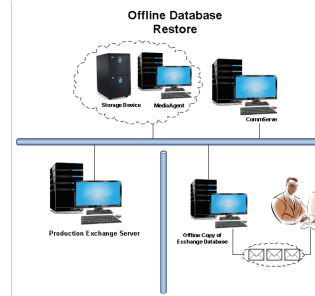 Offline Database
Restore
Storage Device
MediaAgent
CommServe
Production Exchange Server
Offline Copy of
Exchange Database